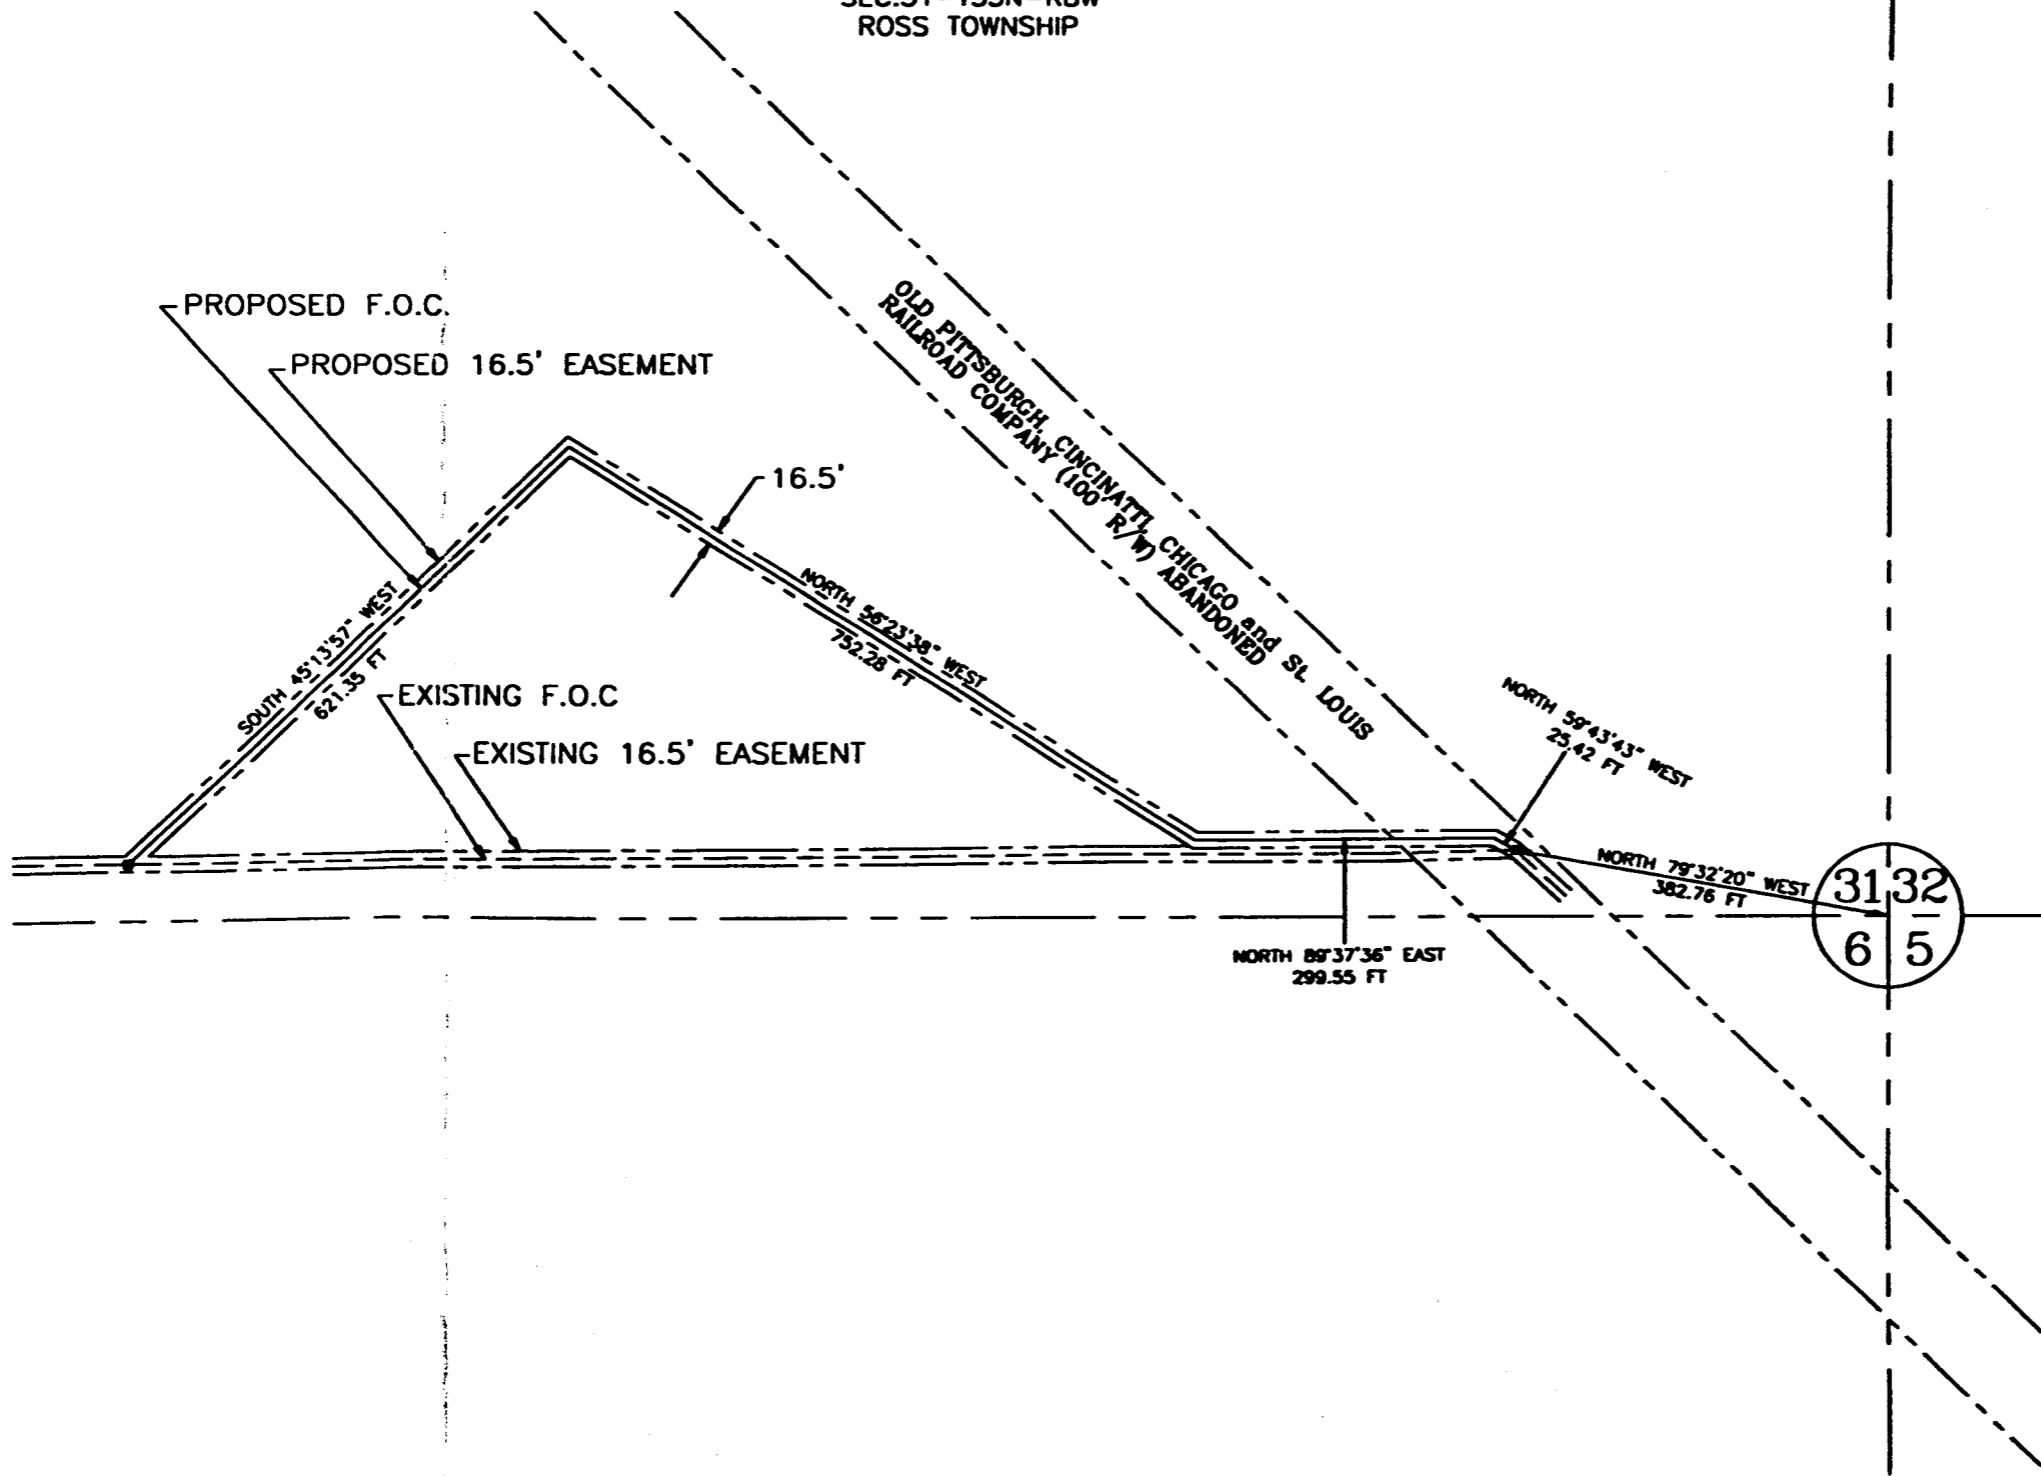 ROSS TOWNSHIP
PROPOSED F.O.C.
PROPOSED 16.5' EASEMENT
16.5'
OLD PITTSBURGH, CINCINATTI, CHICAGO and St. LOUIS
RAILROAD COMPANY (100' R/W) ABANDONED
NORTH 56°23'38" WEST
752.28 FT
SOUTH 45°13'57" WEST
621.35 FT
EXISTING F.O.C
EXISTING 16.5' EASEMENT
NORTH 59°43'43" WEST
25.42 FT
NORTH 79°32'20" WEST
382.76 FT
31 32
6 5
NORTH 89°37'36" EAST
299.55 FT